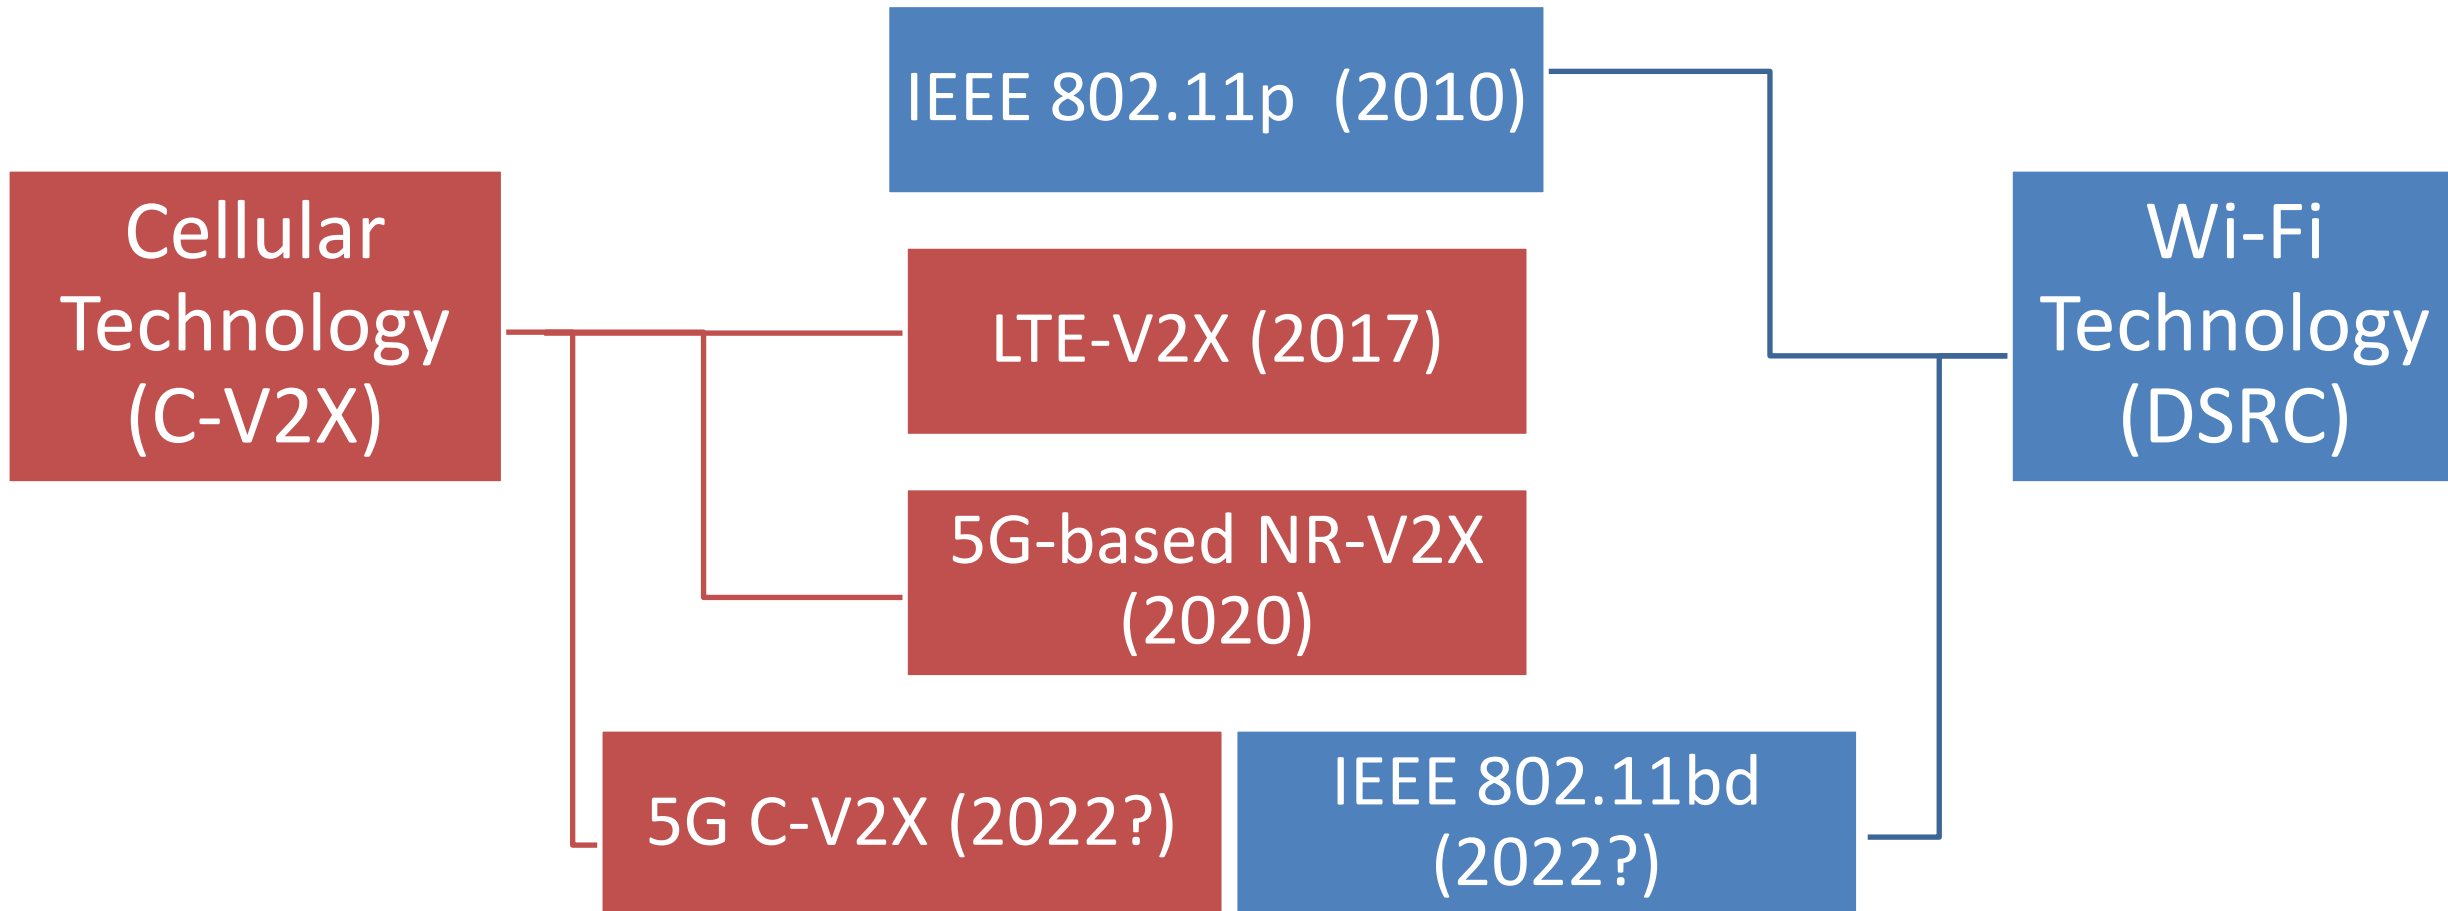 IEEE 802.11p (2010)
Cellular
Technology
(C-V2X)
LTE-V2X (2017)
Wi-Fi
Technology
(DSRC)
5G-based NR-V2X
(2020)
5G C-V2X (2022?)
IEEE 802.11bd
(2022?)